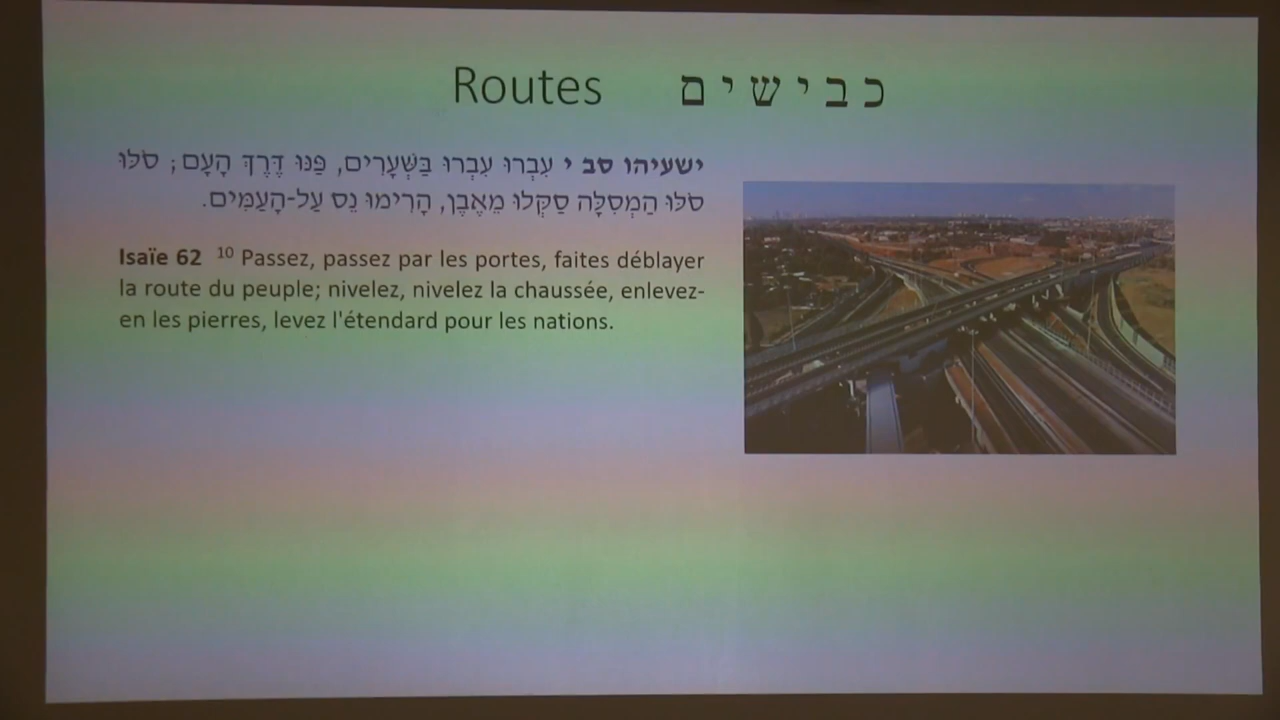 Routes כבישים
ישעיהו סב י עִבְרוּ עִבְרוּ בַּשְּׁעָרִים, פַּנּוּ דֶּרֶךְ הָעָם; סֹלּוּ
סֹלּוּ הַמְסִלָּה סַקְּלוּ מֵאֶבֶן, הָרִימוּ נֵס עַל-הָעַמִּים.
Isaïe 62 10 Passez, passez par les portes, faites déblayer
la route du peuple; nivelez, nivelez la chaussée, enlevez-
en les pierres, levez l'étendard pour les nations.